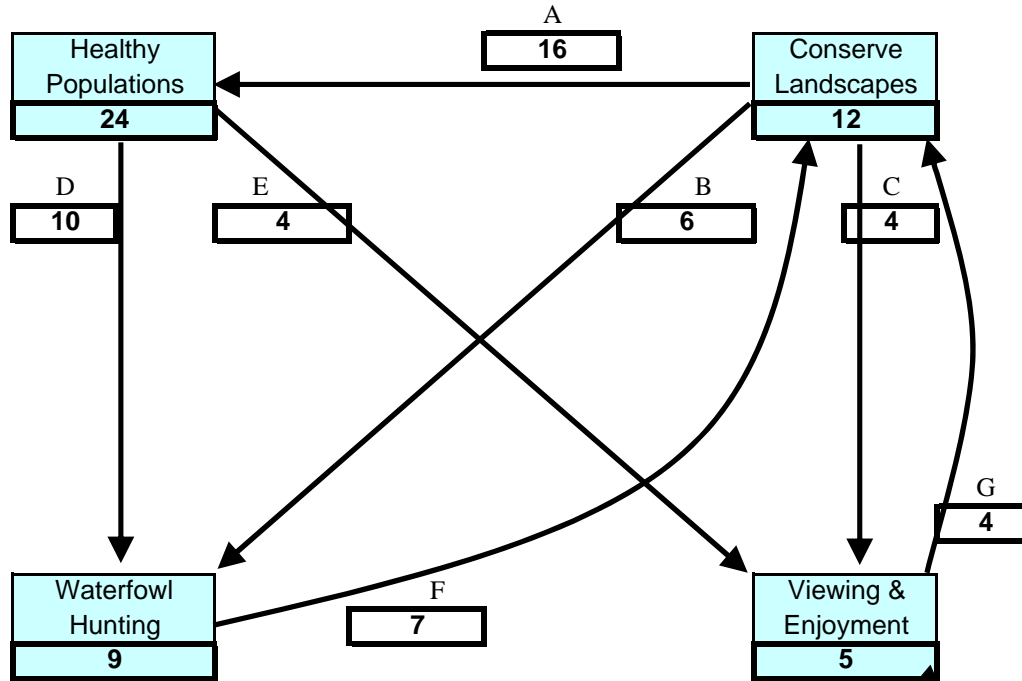 A
16
Healthy
Populations
24
Conserve
Landscapes
12
D
10
E
4
B
6
C
4
G
4
Waterfowl
Hunting
9
F
7
Viewing &
Enjoyment
5